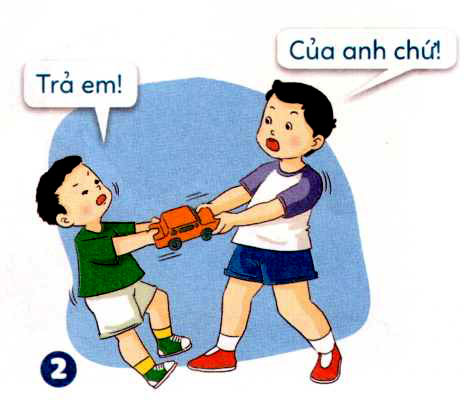 Trả em!
Của anh chứ!
2